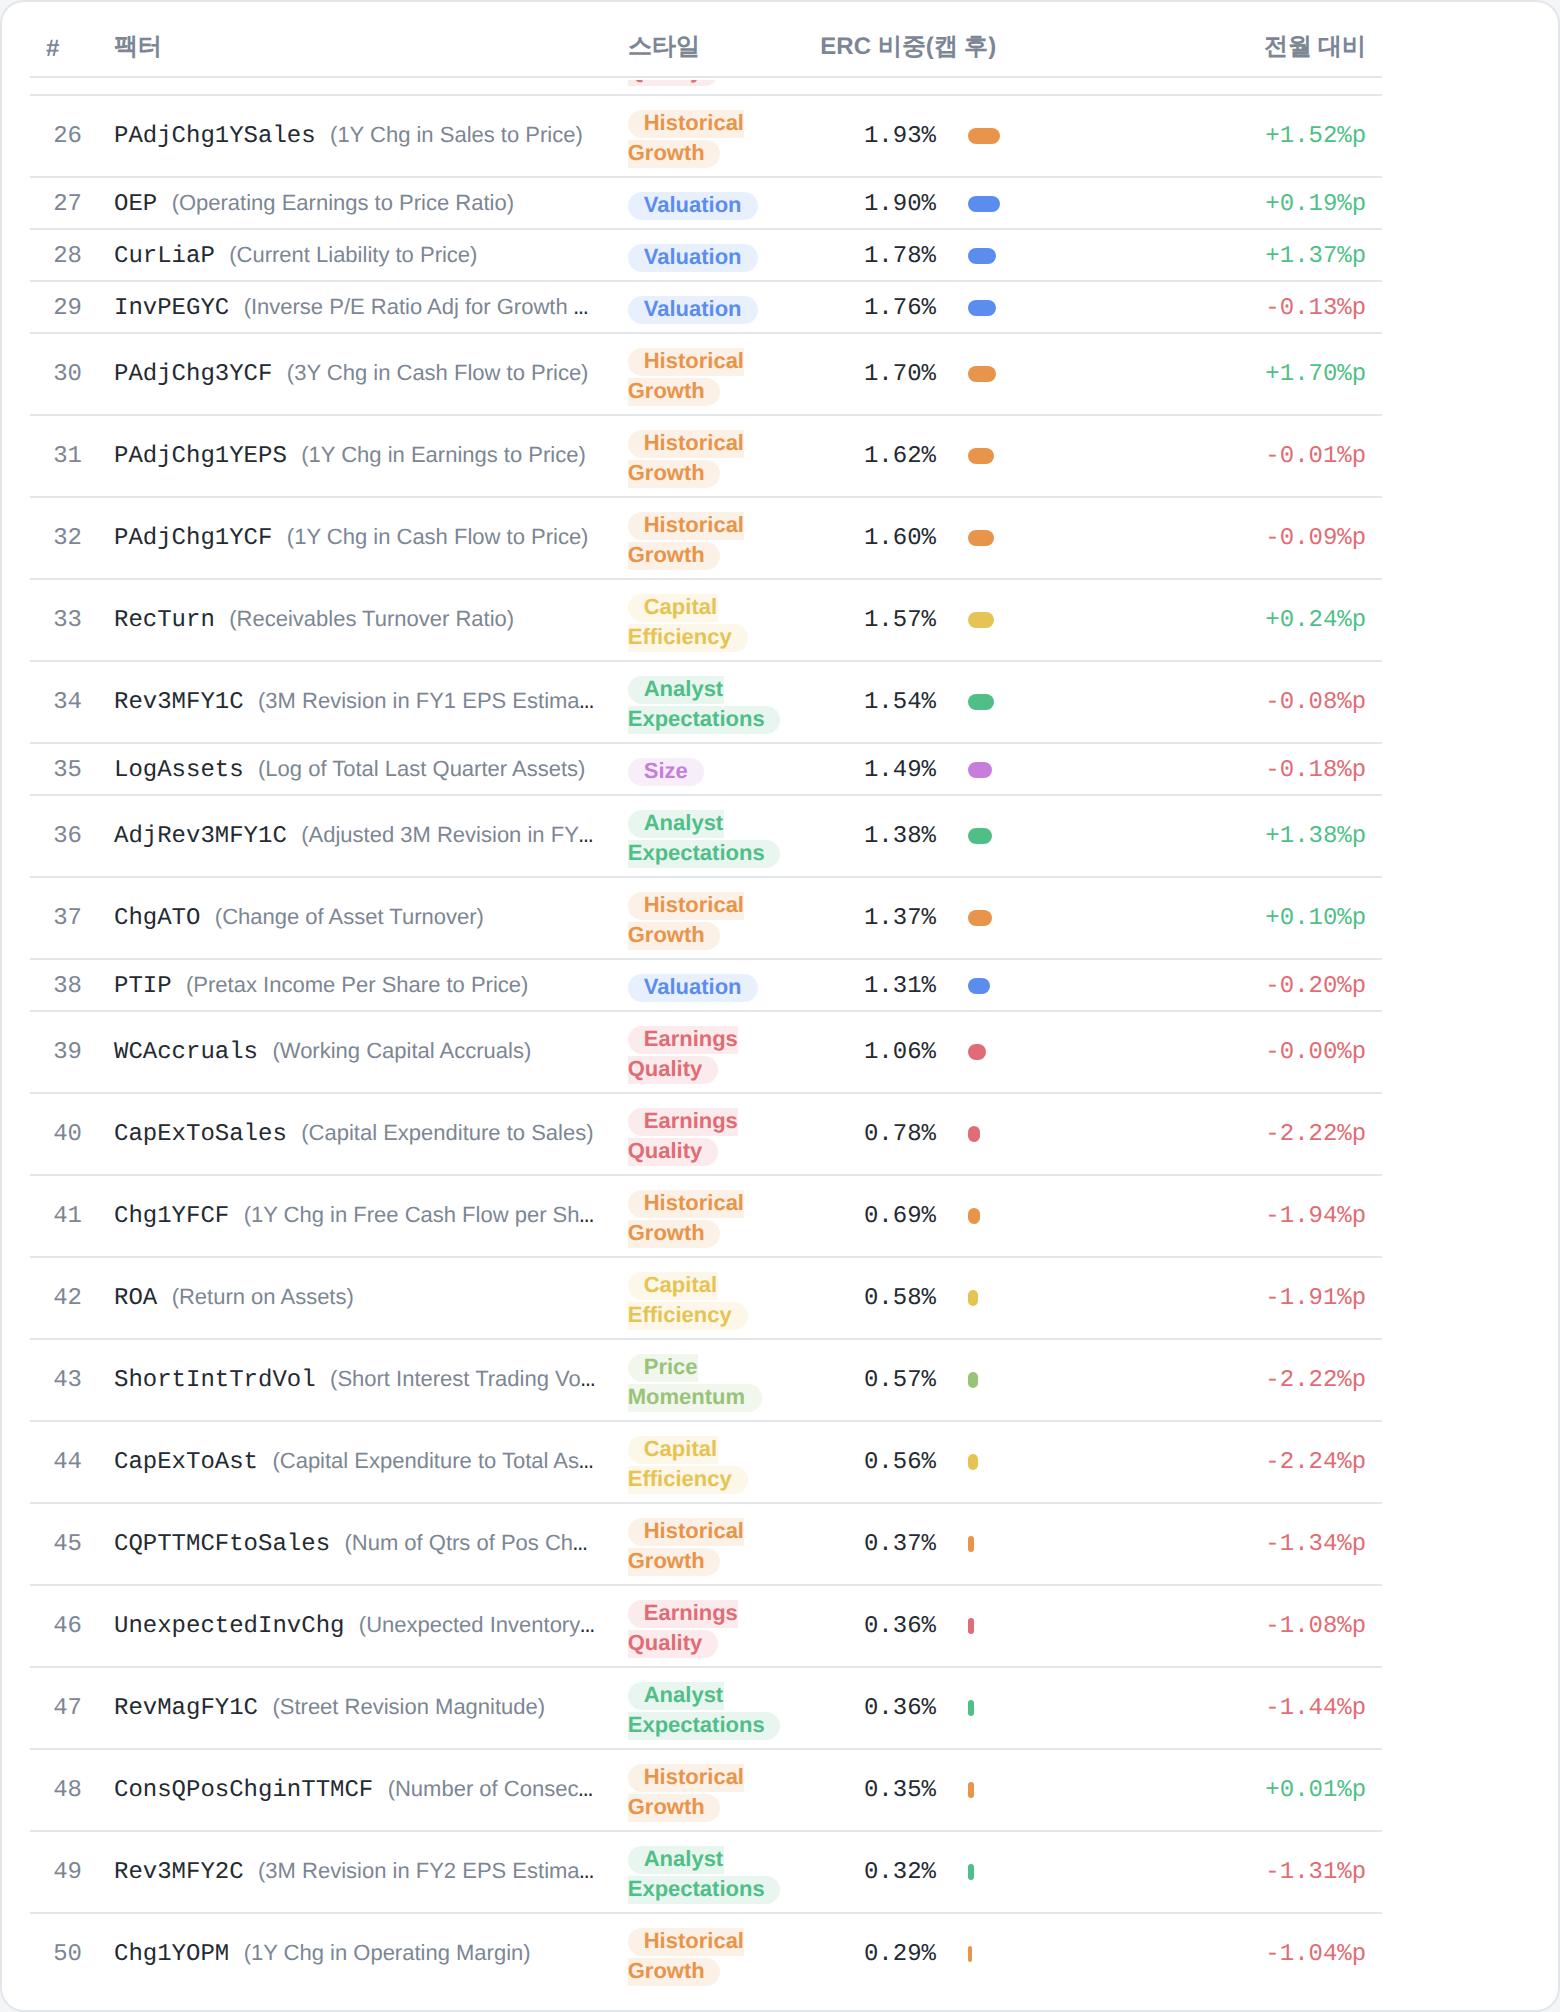 # 팩터 스타일 ERC 비중(캡 후) 전월 대비
26 PAdjChg1YSales (1Y Chg in Sales to Price) Historical Growth 1.93% +1.52%p
27 OEP (Operating Earnings to Price Ratio) Valuation 1.90% +0.19%p
28 CurLiaP (Current Liability to Price) Valuation 1.78% +1.37%p
29 InvPEGYC (Inverse P/E Ratio Adj for Growth … Valuation 1.76% -0.13%p
30 PAdjChg3YCF (3Y Chg in Cash Flow to Price) Historical Growth 1.70% +1.70%p
31 PAdjChg1YEPS (1Y Chg in Earnings to Price) Historical Growth 1.62% -0.01%p
32 PAdjChg1YCF (1Y Chg in Cash Flow to Price) Historical Growth 1.60% -0.09%p
33 RecTurn (Receivables Turnover Ratio) Capital Efficiency 1.57% +0.24%p
34 Rev3MFY1C (3M Revision in FY1 EPS Estima… Analyst Expectations 1.54% -0.08%p
35 LogAssets (Log of Total Last Quarter Assets) Size 1.49% -0.18%p
36 AdjRev3MFY1C (Adjusted 3M Revision in FY… Analyst Expectations 1.38% +1.38%p
37 ChgATO (Change of Asset Turnover) Historical Growth 1.37% +0.10%p
38 PTIP (Pretax Income Per Share to Price) Valuation 1.31% -0.20%p
39 WCAccruals (Working Capital Accruals) Earnings Quality 1.06% -0.00%p
40 CapExToSales (Capital Expenditure to Sales) Earnings Quality 0.78% -2.22%p
41 Chg1YFCF (1Y Chg in Free Cash Flow per Sh… Historical Growth 0.69% -1.94%p
42 ROA (Return on Assets) Capital Efficiency 0.58% -1.91%p
43 ShortIntTrdVol (Short Interest Trading Vo… Price Momentum 0.57% -2.22%p
44 CapExToAst (Capital Expenditure to Total As… Capital Efficiency 0.56% -2.24%p
45 CQPTTMCFtoSales (Num of Qtrs of Pos Ch… Historical Growth 0.37% -1.34%p
46 UnexpectedInvChg (Unexpected Inventory… Earnings Quality 0.36% -1.08%p
47 RevMagFY1C (Street Revision Magnitude) Analyst Expectations 0.36% -1.44%p
48 ConsQPosChginTTMCF (Number of Consec… Historical Growth 0.35% +0.01%p
49 Rev3MFY2C (3M Revision in FY2 EPS Estima… Analyst Expectations 0.32% -1.31%p
50 Chg1YOPM (1Y Chg in Operating Margin) Historical Growth 0.29% -1.04%p